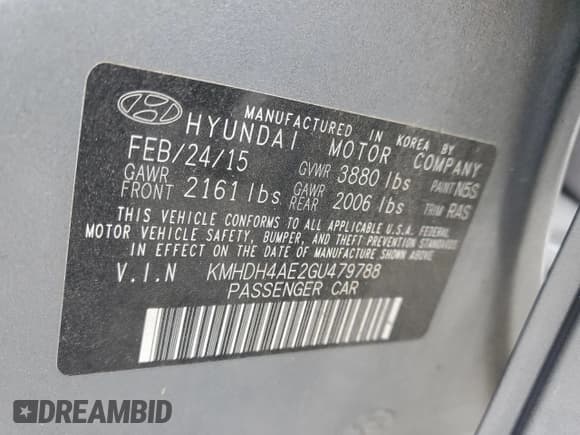 MANUFACTURED IN KOREA BY
HYUNDAI MOTOR COMPANY
FEB/24/15 GVWR 3880 lbs PAINT N5S
GAWR FRONT 2161 lbs GAWR REAR 2006 lbs TRIM RAS
THIS VEHICLE CONFORMS TO ALL APPLICABLE U.S.A. FEDERAL
MOTOR VEHICLE SAFETY, BUMPER, AND THEFT PREVENTION STANDARDS
IN EFFECT ON THE DATE OF MANUFACTURE SHOWN ABOVE.
V.I.N KMHDH4AE2GU479788
PASSENGER CAR
DREAMBID